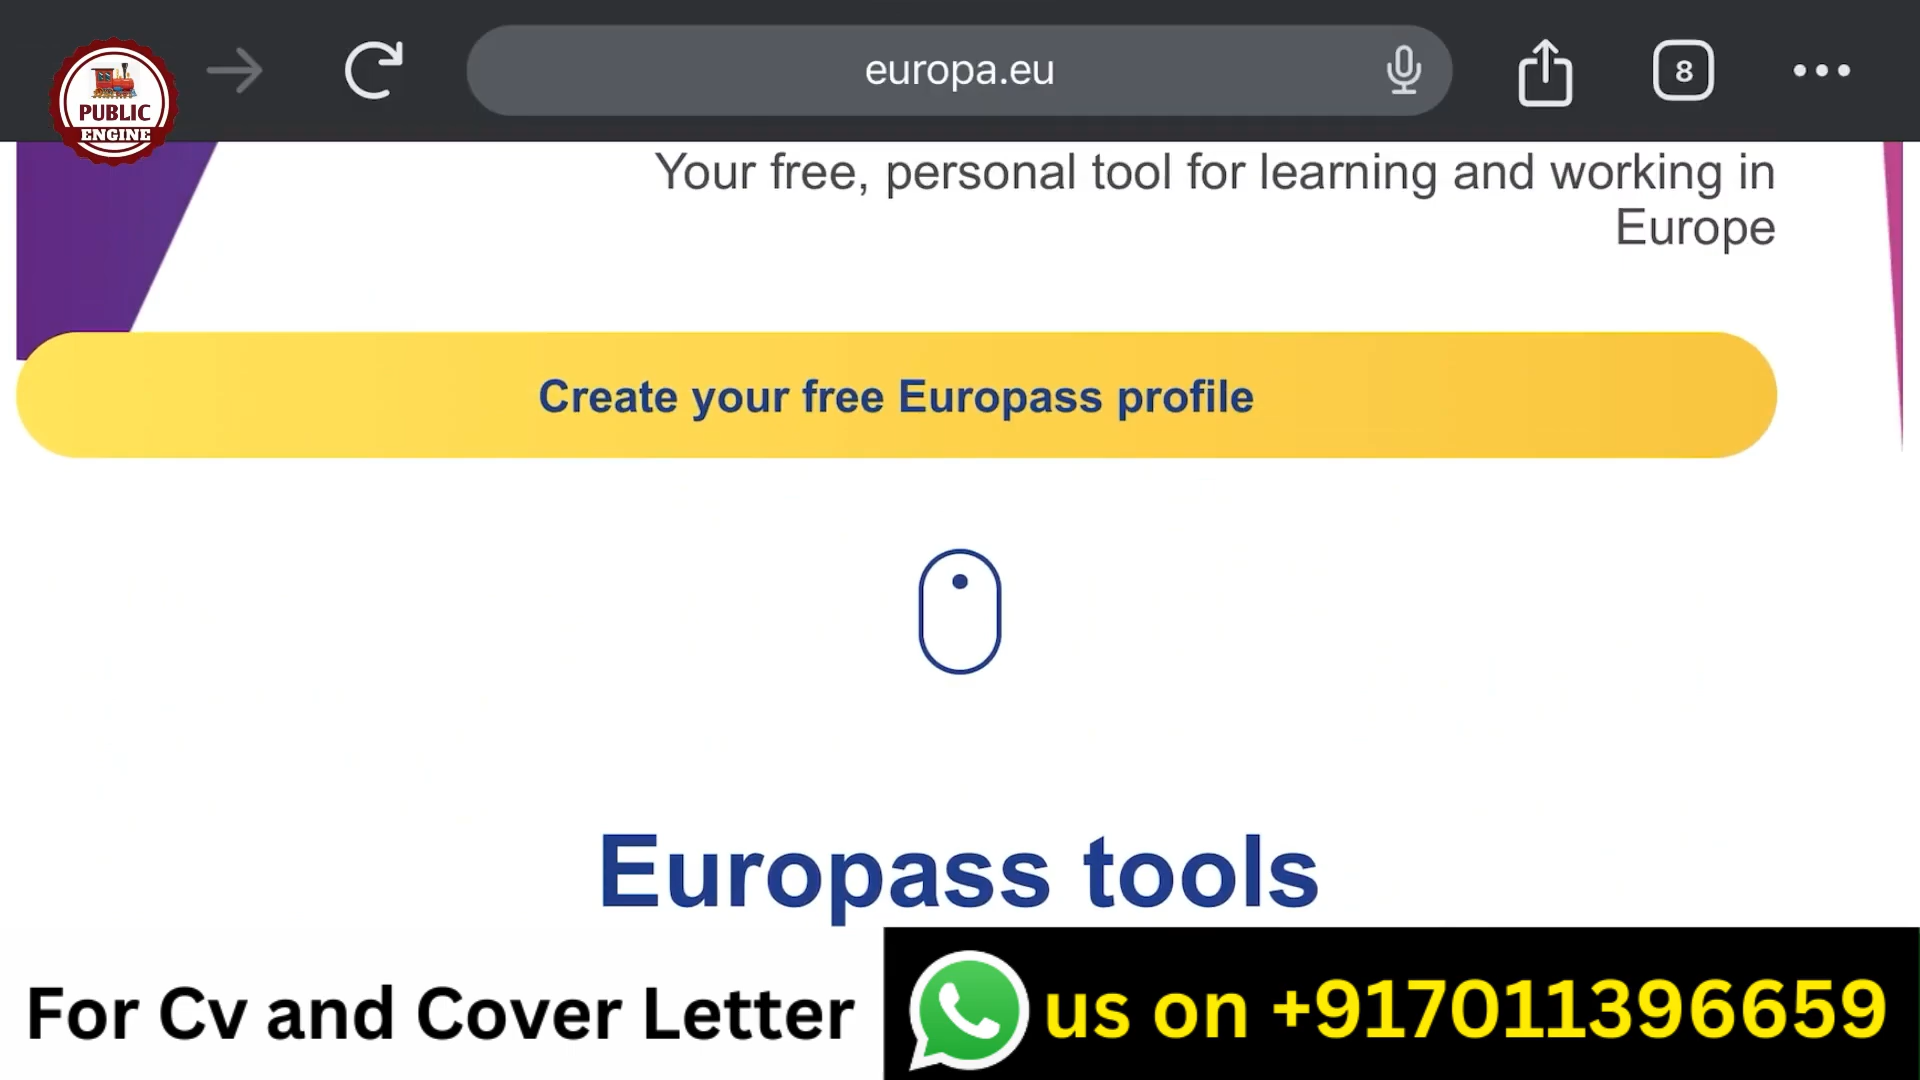 europa.eu
8
PUBLIC
ENGINE
Your free, personal tool for learning and working in
Europe
Create your free Europass profile
Europass tools
For Cv and Cover Letter
us on +917011396659